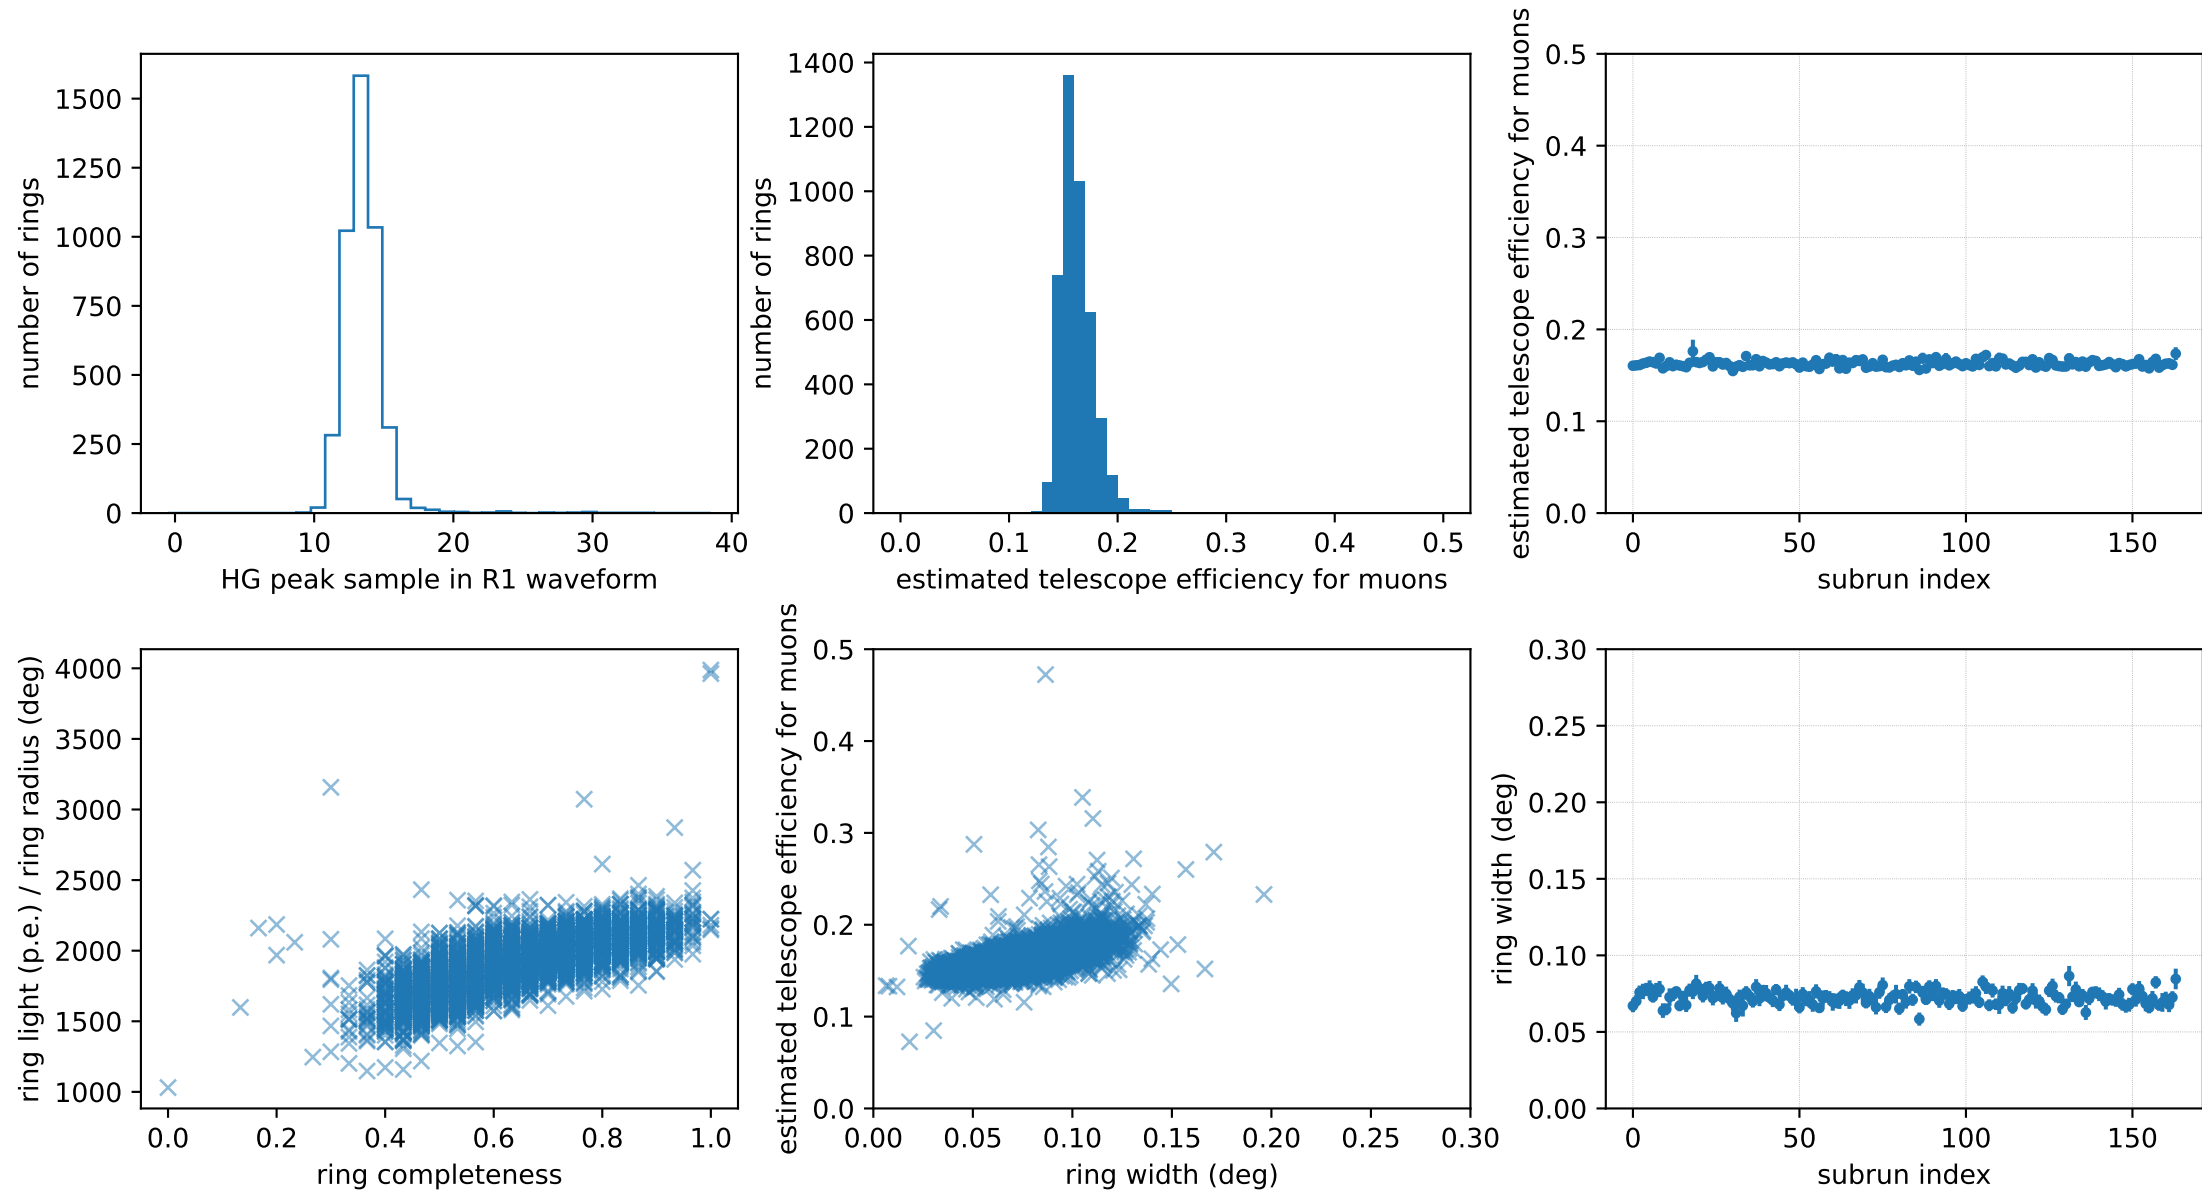 number of rings
1500
1250
1000
750
500
250
0
0 10 20 30 40
HG peak sample in R1 waveform
number of rings
1400
1200
1000
800
600
400
200
0
0.0 0.1 0.2 0.3 0.4 0.5
estimated telescope efficiency for muons
estimated telescope efficiency for muons
0.5
0.4
0.3
0.2
0.1
0.0
0 50 100 150
subrun index
ring light (p.e.) / ring radius (deg)
4000
3500
3000
2500
2000
1500
1000
0.0 0.2 0.4 0.6 0.8 1.0
ring completeness
estimated telescope efficiency for muons
0.5
0.4
0.3
0.2
0.1
0.0
0.00 0.05 0.10 0.15 0.20 0.25 0.30
ring width (deg)
ring width (deg)
0.30
0.25
0.20
0.15
0.10
0.05
0.00
0 50 100 150
subrun index